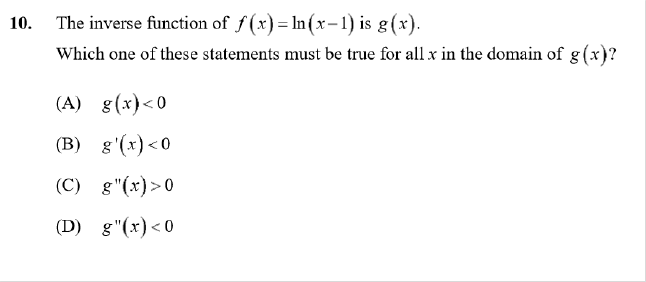 10. The inverse function of f(x)=ln(x−1) is g(x).
Which one of these statements must be true for all x in the domain of g(x)?
(A) g(x)<0
(B) g'(x)<0
(C) g"(x)>0
(D) g"(x)<0